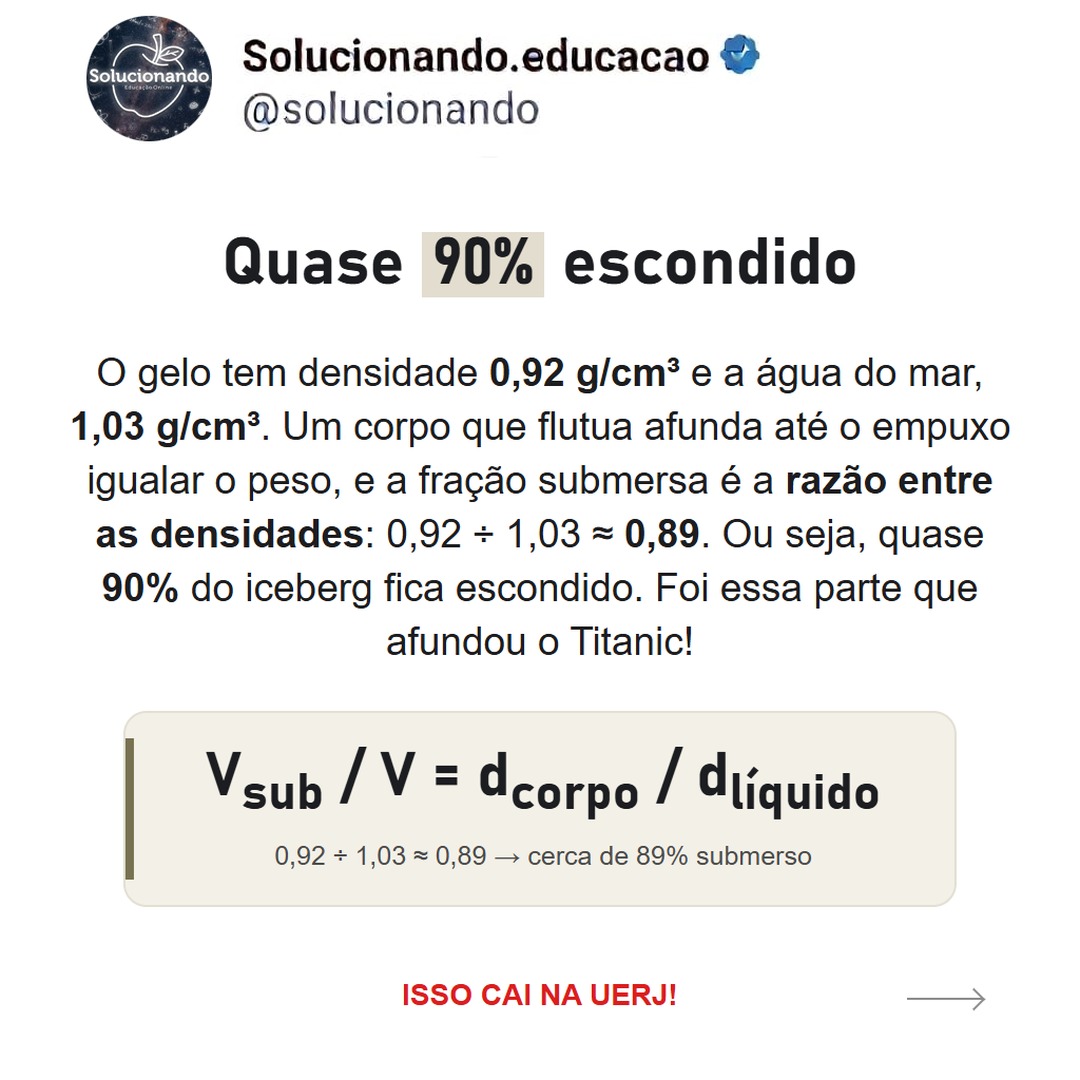 Solucionando
Educação Online
Solucionando.educacao
@solucionando
Quase 90% escondido
O gelo tem densidade 0,92 g/cm³ e a água do mar,
1,03 g/cm³. Um corpo que flutua afunda até o empuxo
igualar o peso, e a fração submersa é a razão entre
as densidades: 0,92 ÷ 1,03 ≈ 0,89. Ou seja, quase
90% do iceberg fica escondido. Foi essa parte que
afundou o Titanic!
Vsub / V = dcorpo / dlíquido
0,92 ÷ 1,03 ≈ 0,89 → cerca de 89% submerso
ISSO CAI NA UERJ!